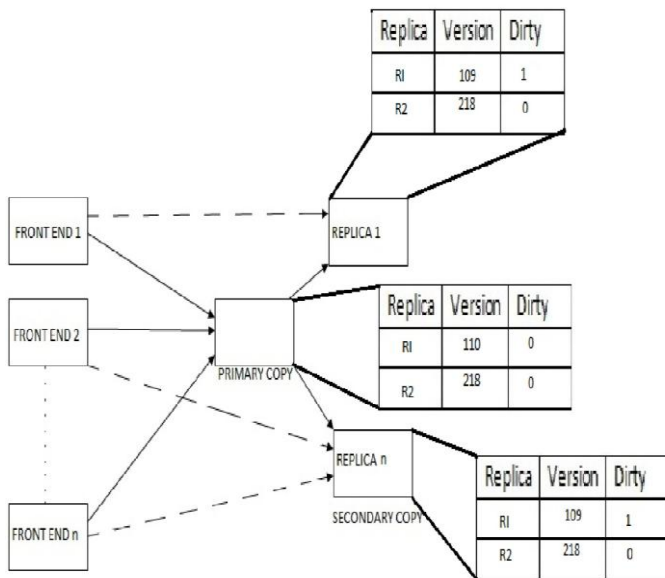 Replica Version Dirty
RI 109 1
R2 218 0
FRONT END 1
REPLICA 1
FRONT END 2
PRIMARY COPY
Replica Version Dirty
RI 110 0
R2 218 0
REPLICA n
SECONDARY COPY
FRONT END n
Replica Version Dirty
RI 109 1
R2 218 0